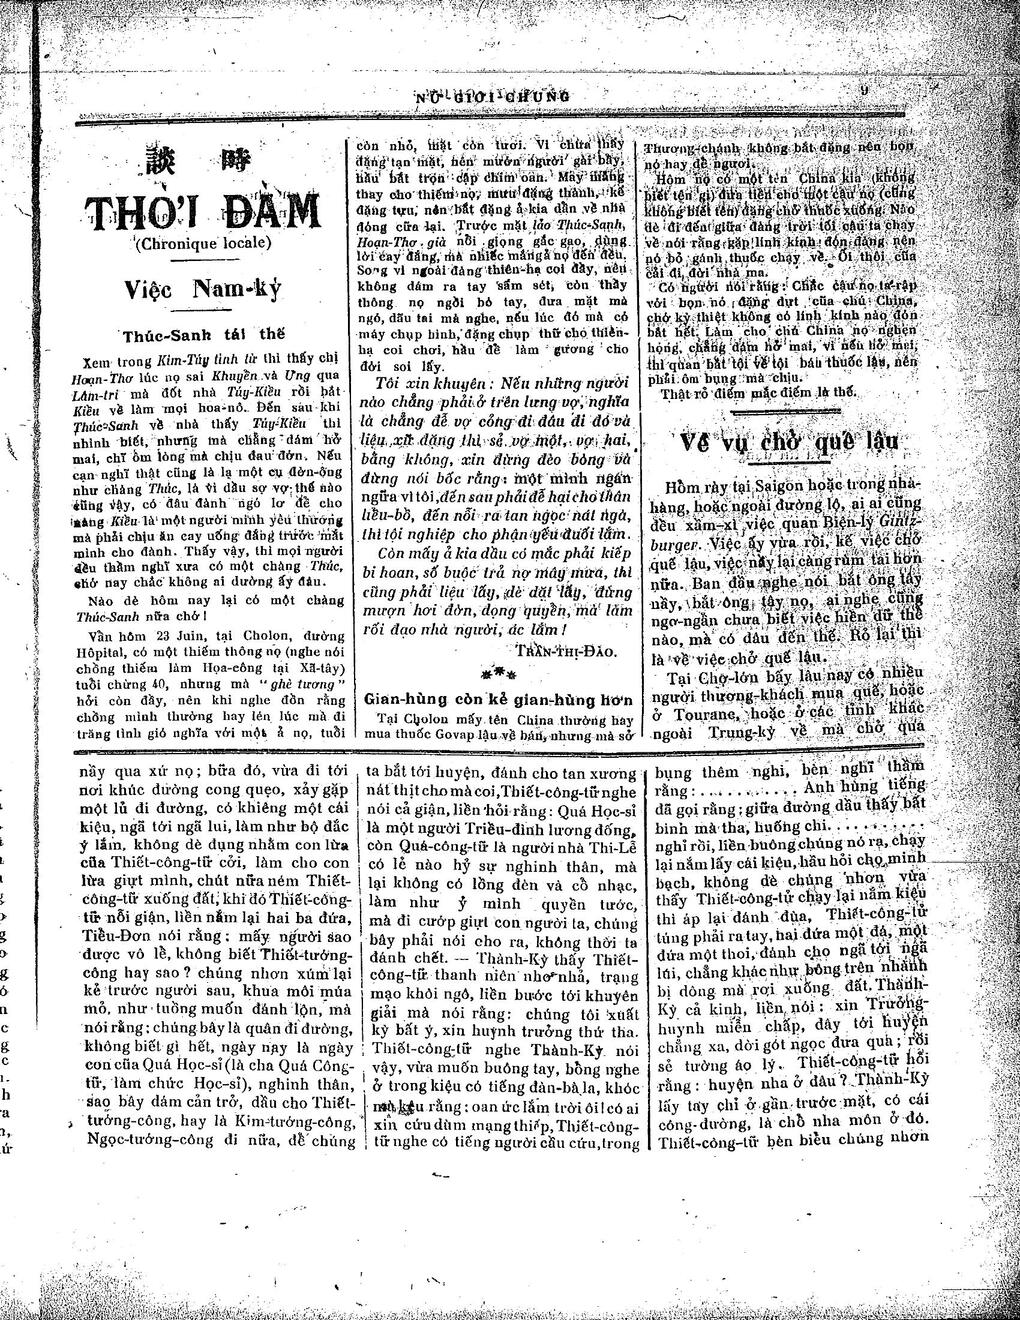 NỮ-GIỚI-CHUNG
9
談 時
THỜI ĐÀM
(Chronique locale)
Việc Nam-kỳ
Thúc-Sanh tái thế
Xem trong Kim-Túy tình từ thì thấy chị
Hoạn-Thơ lúc nọ sai Khuyển và Ưng qua
Lâm-tri mà đốt nhà Túy-Kiều rồi bắt
Kiều về làm mọi hoa-nô. Đến sau khi
Thúc-Sanh về nhà thấy Túy-Kiều thì
nhình biết, nhưng mà chẳng dám hở
mai, chỉ ôm lòng mà chịu đau đớn. Nếu
cạn nghĩ thật cũng là lạ một cụ đờn-ông
như chàng Thúc, là vì dầu sợ vợ thế nào
cũng vậy, có đâu đành ngó lơ để cho
nàng Kiều là một người mình yêu thương
mà phải chịu ăn cay uống đắng trước mắt
mình cho đành. Thấy vậy, thì mọi người
đều thầm nghĩ xưa có một chàng Thúc,
chớ nay chắc không ai dường ấy đâu.
Nào dè hôm nay lại có một chàng
Thúc-Sanh nữa chớ !
Vẫn hôm 23 Juin, tại Cholon, đường
Hôpital, có một thiếm thông nọ (nghe nói
chồng thiếm làm Họa-công tại Xã-tây)
tuổi chừng 40, nhưng mà “ ghè tương ”
hởi còn đầy, nên khi nghe đồn rằng
chồng mình thường hay lén lúc mà đi
trăng tình gió nghĩa với một ả nọ, tuổi
còn nhỏ, mặt còn tươi. Vì chưa thấy
đặng tạn mặt, nên mướn người gài bẩy,
hầu bắt trọn cặp chim oan. Mầy mắng
thay cho thiếm nọ, mưu đặng thành, kế
đặng tựu, nên bắt đặng ả kia dẫn về nhà
đóng cửa lại. Trước mặt lảo Thúc-Sanh,
Hoạn-Thơ già nồi giọng gắc gao, dùng
lời cay đắng, mà nhiếc mắng ả nọ đến đều.
Song vì ngoài đàng thiên-hạ coi đầy, nên
không dám ra tay sấm sét, còn thầy
thông nọ ngồi bó tay, đưa mặt mà
ngó, dấu tai mà nghe, nếu lúc đó mà có
máy chụp hình, đặng chụp thử cho thiên-
hạ coi chơi, hầu để làm gương cho
đời soi lấy.
Tôi xin khuyên : Nếu những người
nào chẳng phải ở trên lưng vợ, nghĩa
là chẳng để vợ cỏng đi đâu đi đó và
liệu xữ đặng thì sẻ vợ một, vợ hai,
bằng không, xin đừng đèo bòng và
đừng nói bốc rằng : một mình ngăn
ngữa vì tôi, đến sau phải để hại cho thân
liễu-bồ, đến nỗi ra tan ngọc nát ngà,
thì tội nghiệp cho phận yếu đuối lắm.
Còn mấy ả kia dầu có mắc phải kiếp
bi hoan, số buộc trả nợ mây mưa, thì
cũng phải liệu lấy, dè dặt lấy, đừng
mượn hơi đờn, dọng quyển, mà làm
rối đạo nhà người, ác lắm !
TRẦN-THỊ-ĐÀO.
***
Gian-hùng còn kẻ gian-hùng hơn
Tại Cholon mấy tên China thường hay
mua thuốc Govap lậu về bán, nhưng mà sở
Thương-chánh không bắt đặng nên bọn
nó hay dể ngươi.
Hôm nọ có một tên China kia (không
biết tên gì) đưa tiền cho một cậu nọ (cũng
không biết tên) đặng chở thuốc xuống. Nào
dè đi đến giữa đàng trời tối cậu ta chạy
về nói rằng gặp lính kính đón đàng nên
nó bỏ gánh thuốc chạy về. Ôi thôi của
cải đi, đời nhà ma.
Có người nói rằng : Chắc cậu nọ ta rập
với bọn nó đặng dựt của chú China,
chớ kỳ thiệt không có lính kính nào đón
bắt hết. Làm cho chú China nọ nghẹn
họng, chẳng dám hở mai, vì nếu hở mai,
thì quan bắt tội về tội bán thuốc lậu, nên
phải ôm bụng mà chịu.
Thật rỏ điếm mắc điếm là thế.
Về vụ chở quế lậu
Hổm rày tại Saigon hoặc trong nhà-
hàng, hoặc ngoài đường lộ, ai ai cũng
đều xầm-xì việc quan Biện-lý Gintz-
burger. Việc ấy vừa rồi, kế việc chở
quế lậu, việc nầy lại càng rùm tai hơn
nữa. Ban đầu nghe nói bắt ông tây
nầy, bắt ông tây nọ, ai nghe cũng
ngơ-ngẩn chưa biết việc hiền dữ thế
nào, mà có dâu đến thế. Rỏ lại thì
là về việc chở quế lậu.
Tại Chợ-lớn bấy lâu nay có nhiều
người thương-khách mua quế, hoặc
ở Tourane, hoặc ở các tỉnh khác
ngoài Trung-kỳ về mà chở qua
nầy qua xứ nọ ; bữa đó, vừa đi tới
nơi khúc đường cong quẹo, xảy gặp
một lủ đi đường, có khiêng một cái
kiệu, ngã tới ngã lui, làm như bộ đắc
ý lắm, không dè dụng nhằm con lừa
của Thiết-công-tử cởi, làm cho con
lừa giựt mình, chút nữa ném Thiết-
công-tử xuống đất, khi đó Thiết-công-
tử nổi giận, liền nắm lại hai ba đứa,
Tiểu-Đơn nói rằng : mấy người sao
được vô lể, không biết Thiết-tướng-
công hay sao ? chúng nhơn xúm lại
kẻ trước người sau, khua môi múa
mỏ, như tuồng muốn đánh lộn, mà
nói rằng : chúng bây là quân đi đường,
không biết gì hết, ngày nay là ngày
con của Quá Học-sĩ (là cha Quá Công-
tử, làm chức Học-sĩ), nghinh thân,
sao bây dám cản trở, dầu cho Thiết-
tướng-công, hay là Kim-tướng-công,
Ngọc-tướng-công đi nữa, để chúng
ta bắt tới huyện, đánh cho tan xương
nát thịt cho mà coi, Thiết-công-tử nghe
nói cả giận, liền hỏi rằng : Quá Học-sĩ
là một người Triều-đình lương đống,
còn Quá-công-tử là người nhà Thi-Lể
có lẻ nào hỷ sự nghinh thân, mà
lại không có lồng đèn và cổ nhạc,
làm như ỷ mình quyền tước,
mà đi cướp giựt con người ta, chúng
bây phải nói cho ra, không thời ta
đánh chết. — Thành-Kỳ thấy Thiết-
công-tử thanh niên nho-nhả, trạng
mạo khôi ngô, liền bước tới khuyên
giải mà nói rằng : chúng tôi xuất
kỳ bất ý, xin huynh trưởng thứ tha.
Thiết-công-tử nghe Thành-Kỳ nói
vậy, vừa muốn buông tay, bổng nghe
ở trong kiệu có tiếng đàn-bà la, khóc
mà kêu rằng : oan ức lắm trời ôi ! có ai
xin cứu dùm mạng thiếp, Thiết-công-
tử nghe có tiếng người cầu cứu, trong
bụng thêm nghi, bèn nghĩ thầm
rằng : . . . . . . . . . . Anh hùng tiếng
đã gọi rằng ; giữa đường dầu thấy bất
bình mà tha, huống chi. . . . . . . . . .
nghĩ rồi, liền buông chúng nó ra, chạy
lại nắm lấy cái kiệu, hầu hỏi cho minh
bạch, không dè chúng nhơn vừa
thấy Thiết-công-tử chạy lại nắm kiệu
thì áp lại đánh đùa, Thiết-công-tử
túng phải ra tay, hai đứa một đá, một
đứa một thoi, đánh cho ngã tới ngã
lui, chẳng khác như bông trên nhánh
bị dông mà rơi xuống đất. Thành-
Kỳ cả kinh, liền nói : xin Trưởng-
huynh miễn chấp, đây tới huyện
chẳng xa, dời gót ngọc đưa qua ; rồi
sẻ tường áo lý. Thiết-công-tử hỏi
rằng : huyện nha ở đâu ? Thành-Kỳ
lấy tay chỉ ở gần trước mặt, có cái
công-đường, là chổ nha môn ở đó.
Thiết-công-tử bèn biểu chúng nhơn